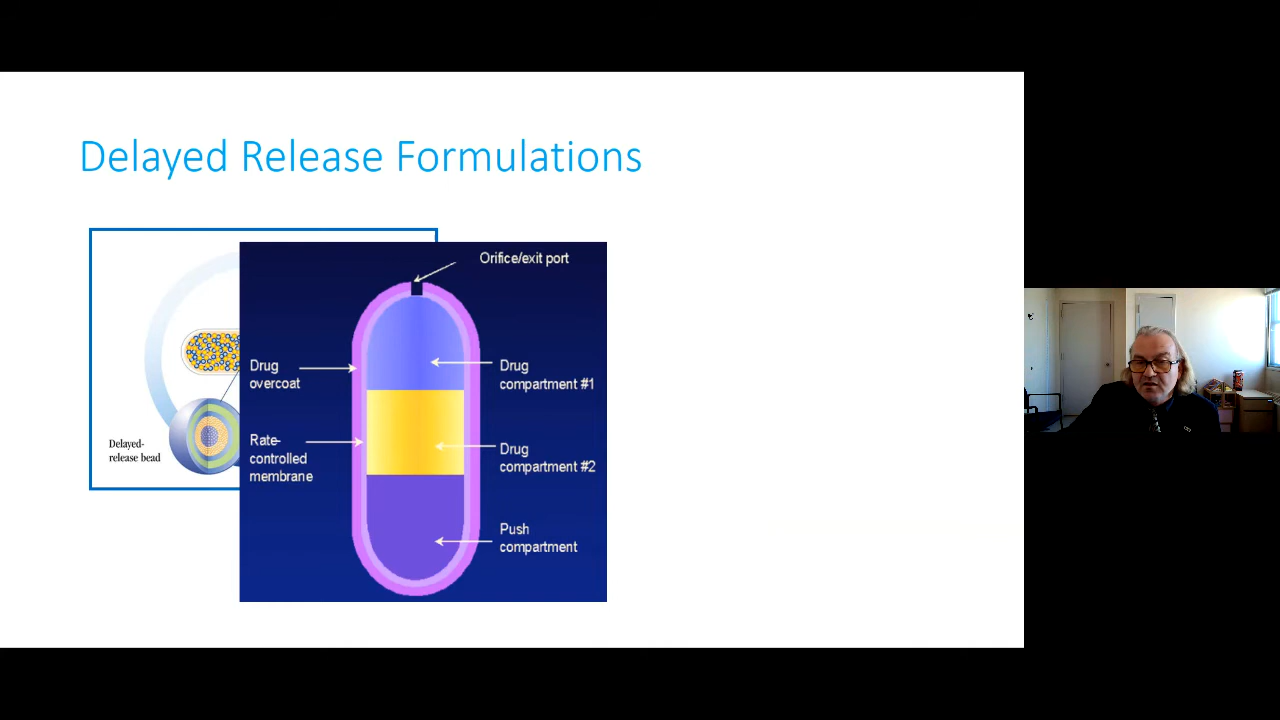 Delayed Release Formulations
Delayed-
release bead
Orifice/exit port
Drug
overcoat
Rate-
controlled
membrane
Drug
compartment #1
Drug
compartment #2
Push
compartment